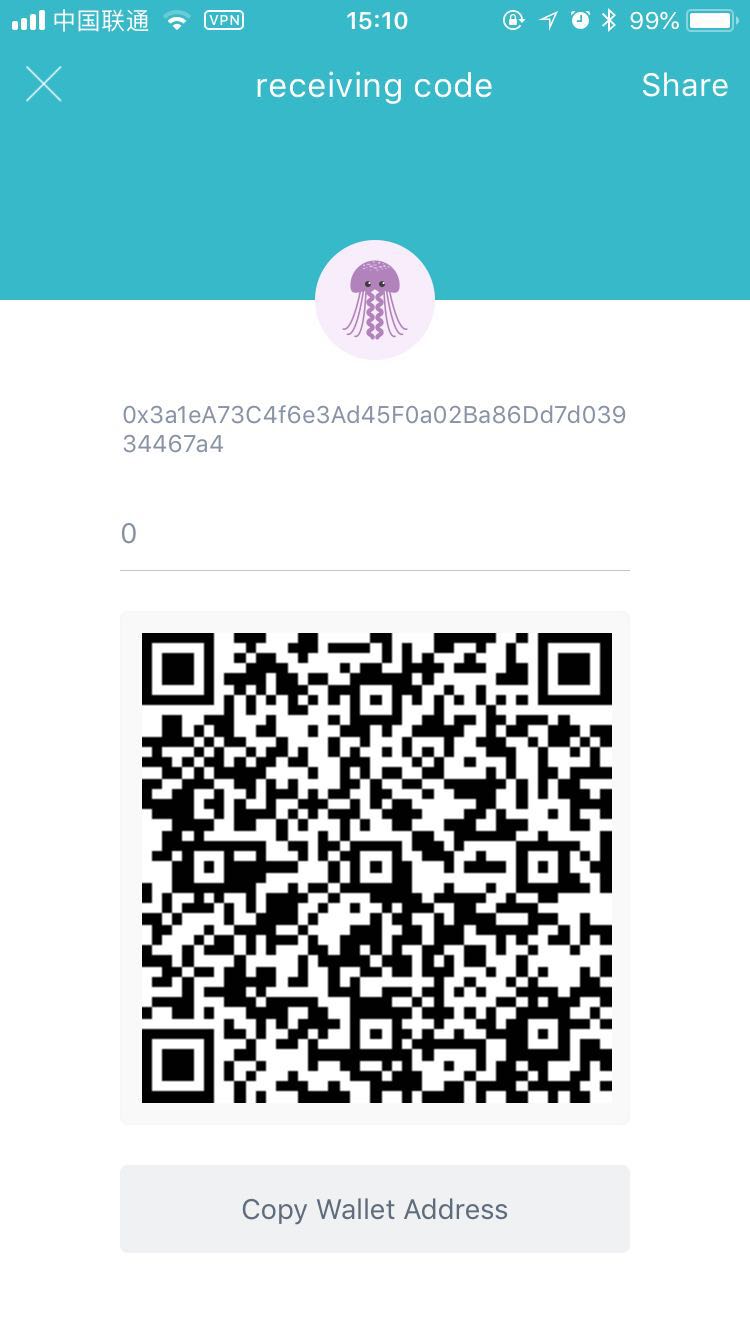 中国联通 VPN 15:10 99%
receiving code Share
0x3a1eA73C4f6e3Ad45F0a02Ba86Dd7d039
34467a4
0
Copy Wallet Address